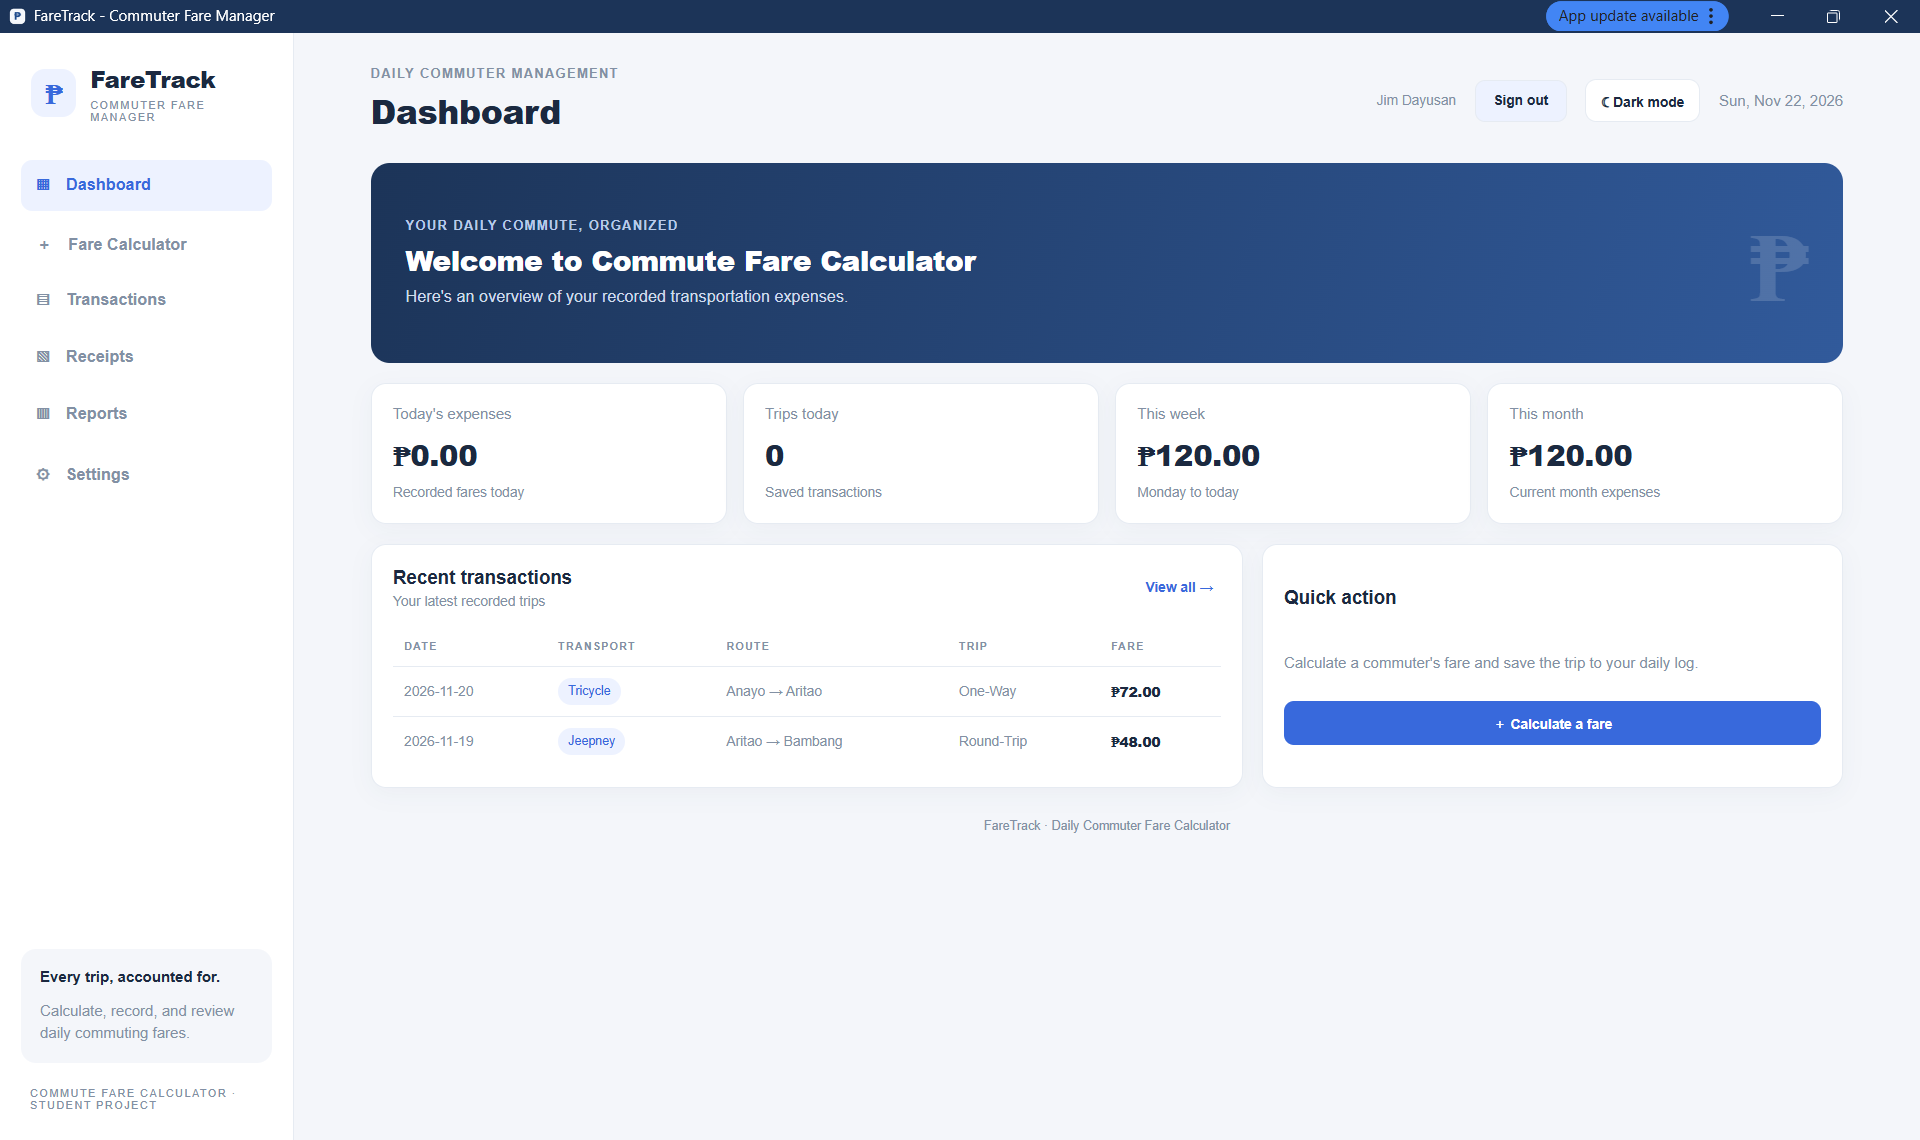 FareTrack - Commuter Fare Manager
App update available
₱
FareTrack
COMMUTER FARE
MANAGER
Dashboard
+ Fare Calculator
Transactions
Receipts
Reports
Settings
Every trip, accounted for.
Calculate, record, and review
daily commuting fares.
COMMUTE FARE CALCULATOR ·
STUDENT PROJECT
DAILY COMMUTER MANAGEMENT
Dashboard
Jim Dayusan
Sign out
☾ Dark mode
Sun, Nov 22, 2026
YOUR DAILY COMMUTE, ORGANIZED
Welcome to Commute Fare Calculator
Here's an overview of your recorded transportation expenses.
₱
Today's expenses
₱0.00
Recorded fares today
Trips today
0
Saved transactions
This week
₱120.00
Monday to today
This month
₱120.00
Current month expenses
Recent transactions
Your latest recorded trips
View all →
DATE TRANSPORT ROUTE TRIP FARE
2026-11-20 Tricycle Anayo → Aritao One-Way ₱72.00
2026-11-19 Jeepney Aritao → Bambang Round-Trip ₱48.00
Quick action
Calculate a commuter's fare and save the trip to your daily log.
+ Calculate a fare
FareTrack · Daily Commuter Fare Calculator